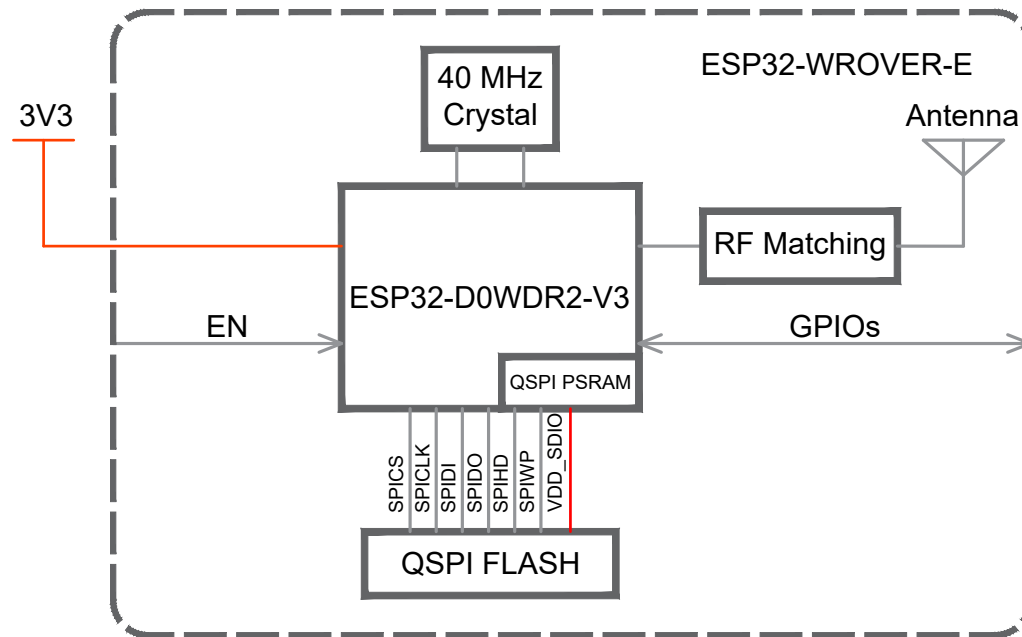 40 MHz
Crystal
ESP32-WROVER-E
3V3
Antenna
RF Matching
ESP32-D0WDR2-V3
EN
GPIOs
QSPI PSRAM
SPICS
SPICLK
SPIDI
SPIDO
SPIHD
SPIWP
VDD_SDIO
QSPI FLASH